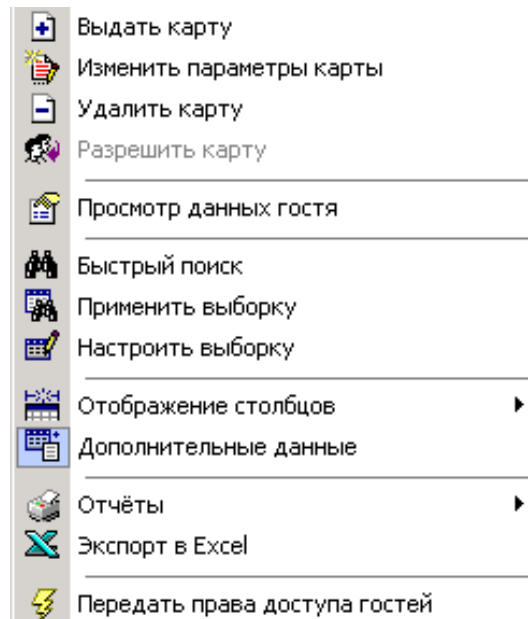 Выдать карту
Изменить параметры карты
Удалить карту
Разрешить карту
Просмотр данных гостя
Быстрый поиск
Применить выборку
Настроить выборку
Отображение столбцов
Дополнительные данные
Отчёты
Экспорт в Excel
Передать права доступа гостей